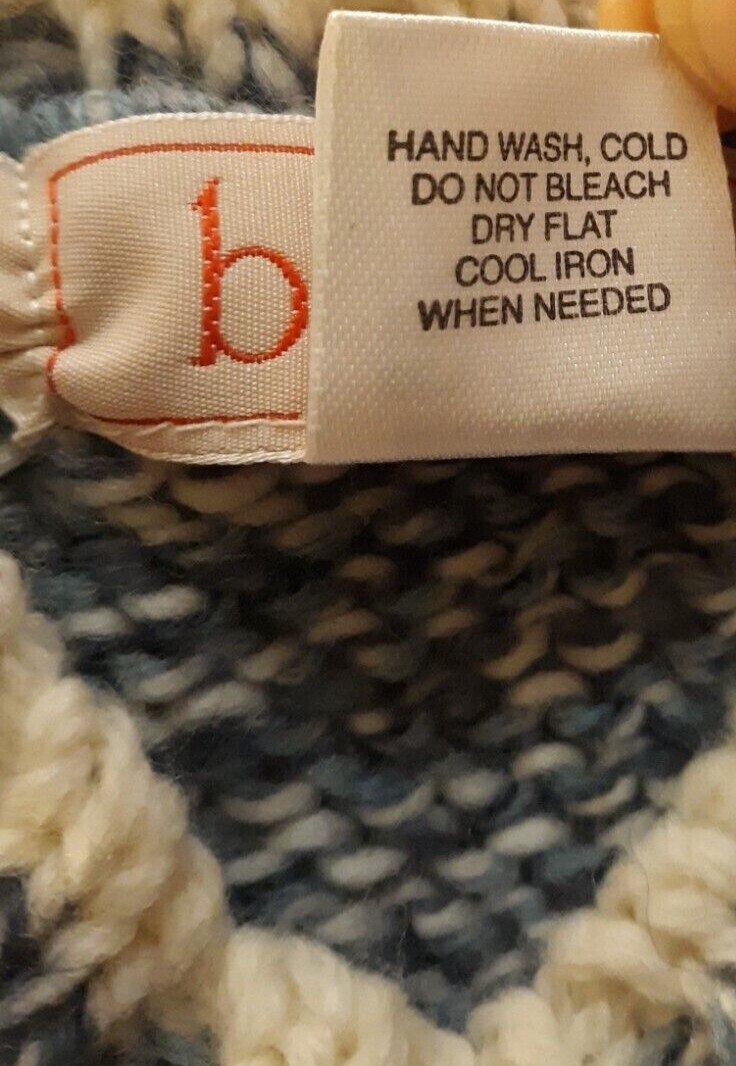 b
HAND WASH, COLD
DO NOT BLEACH
DRY FLAT
COOL IRON
WHEN NEEDED